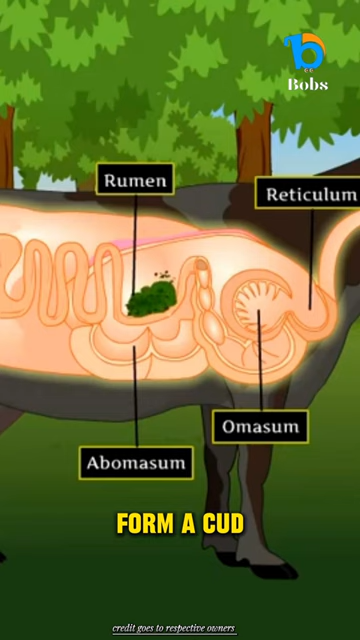 Bobs
Rumen
Reticulum
Omasum
Abomasum
FORM A CUD
credit goes to respective owners